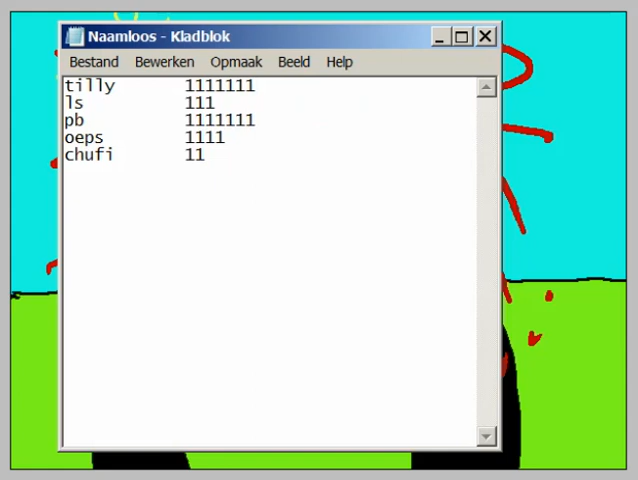 Naamloos - Kladblok
Bestand Bewerken Opmaak Beeld Help
tilly 1111111
ls 111
pb 1111111
oeps 1111
chufi 11